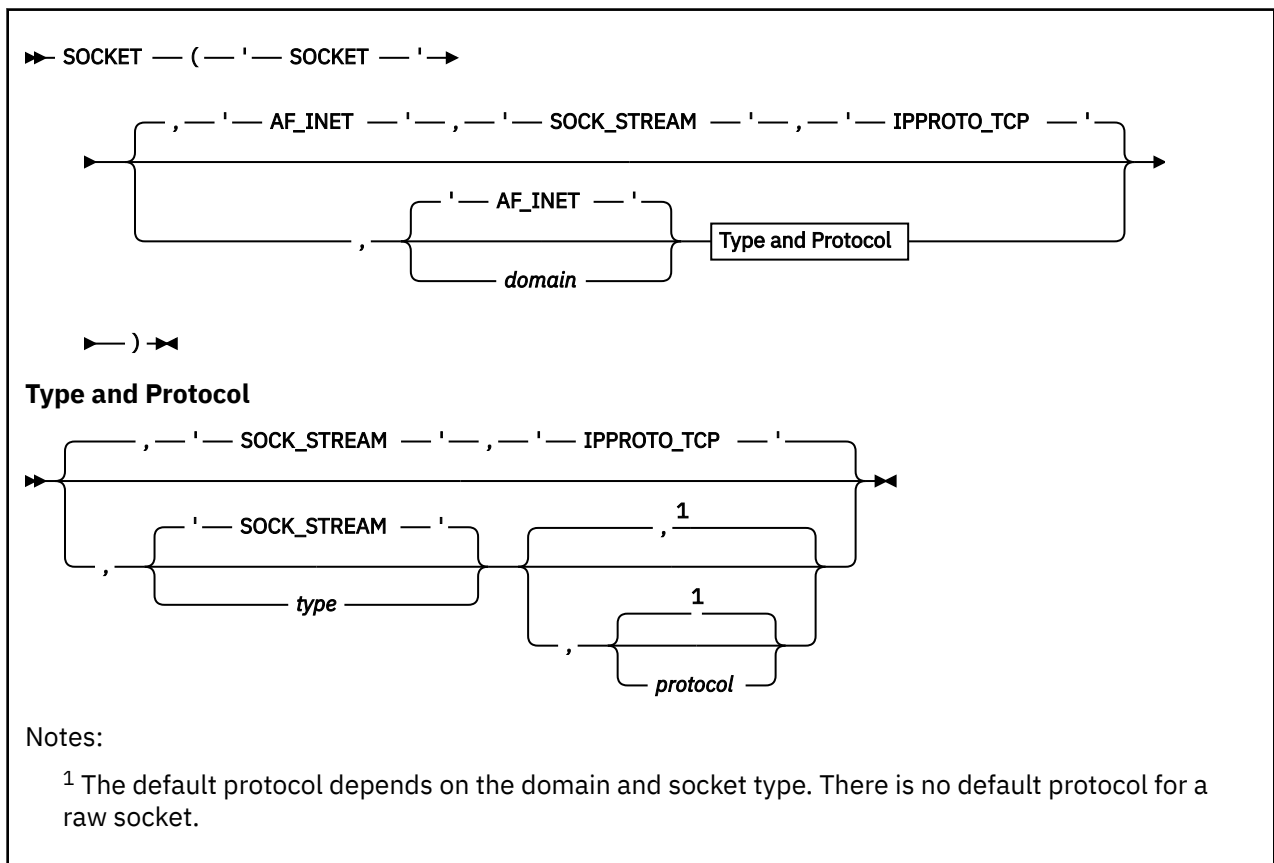 SOCKET ( ' SOCKET '
, ' AF_INET ' , ' SOCK_STREAM ' , ' IPPROTO_TCP '
' AF_INET '
, Type and Protocol
domain
)
Type and Protocol
, ' SOCK_STREAM ' , ' IPPROTO_TCP '
1
' SOCK_STREAM ' ,
,
type 1
,
protocol
Notes:
1 The default protocol depends on the domain and socket type. There is no default protocol for a
raw socket.